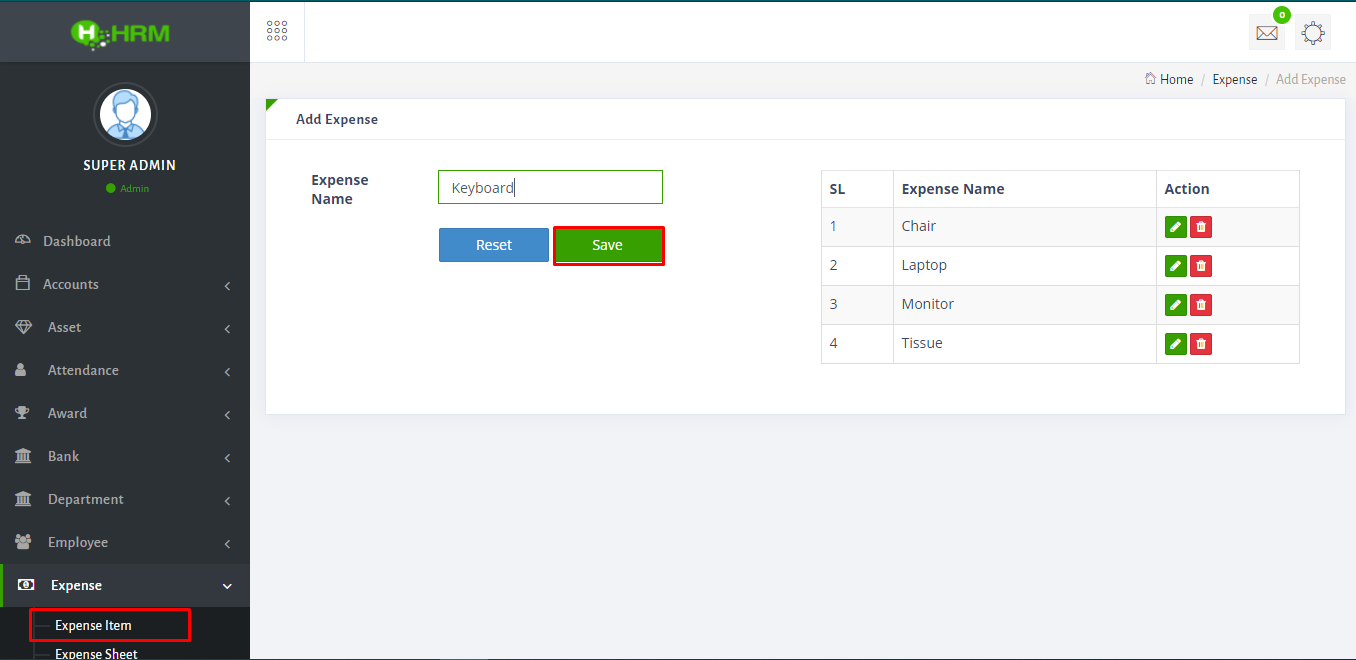 H HRM
0
Home / Expense / Add Expense
SUPER ADMIN
Admin
Dashboard
Accounts
Asset
Attendance
Award
Bank
Department
Employee
Expense
Expense Item
Expense Sheet
Add Expense
Expense
Name
Keyboard
Reset Save
SL Expense Name Action
1 Chair
2 Laptop
3 Monitor
4 Tissue